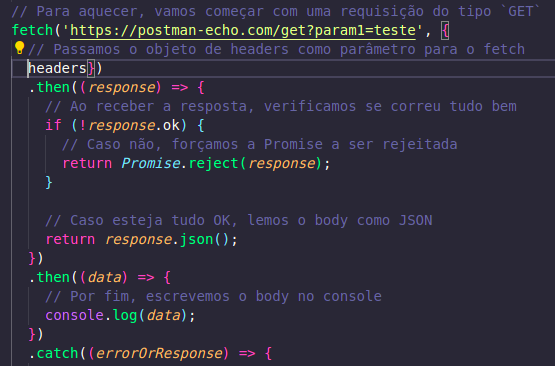 // Para aquecer, vamos começar com uma requisição do tipo `GET`
fetch('https://postman-echo.com/get?param1=teste', {
// Passamos o objeto de headers como parâmetro para o fetch
headers})
.then((response) => {
// Ao receber a resposta, verificamos se correu tudo bem
if (!response.ok) {
// Caso não, forçamos a Promise a ser rejeitada
return Promise.reject(response);
}
// Caso esteja tudo OK, lemos o body como JSON
return response.json();
})
.then((data) => {
// Por fim, escrevemos o body no console
console.log(data);
})
.catch((errorOrResponse) => {